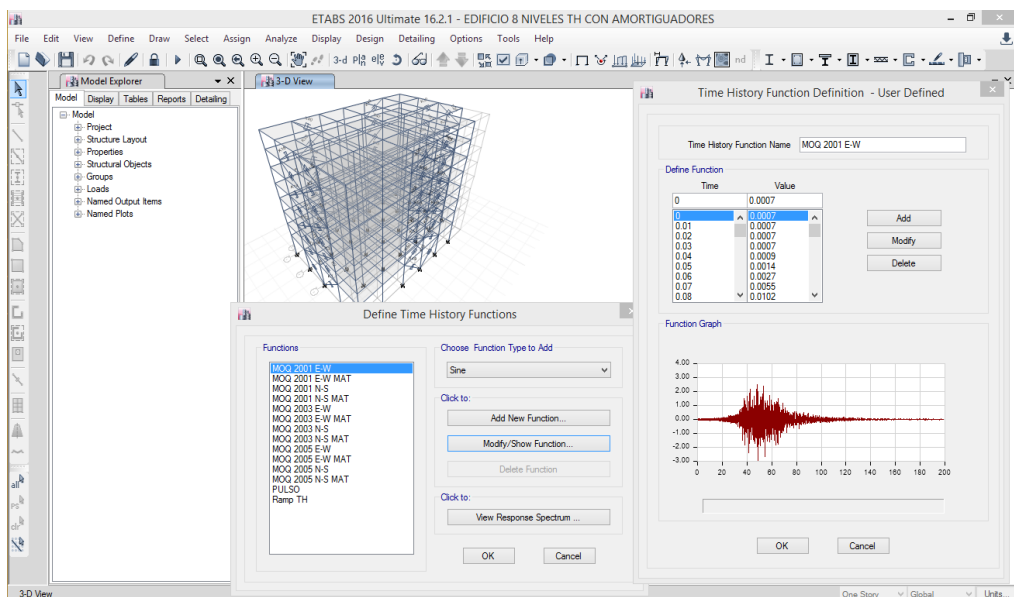 ETABS 2016 Ultimate 16.2.1 - EDIFICIO 8 NIVELES TH CON AMORTIGUADORES
File Edit View Define Draw Select Assign Analyze Display Design Detailing Options Tools Help
3-d
nd
Model Explorer
Model Display Tables Reports Detailing
Model
Project
Structure Layout
Properties
Structural Objects
Groups
Loads
Named Output Items
Named Plots
all
ps
clr
3-D View
Define Time History Functions
Functions
MOQ 2001 E-W
MOQ 2001 E-W MAT
MOQ 2001 N-S
MOQ 2001 N-S MAT
MOQ 2003 E-W
MOQ 2003 E-W MAT
MOQ 2003 N-S
MOQ 2003 N-S MAT
MOQ 2005 E-W
MOQ 2005 E-W MAT
MOQ 2005 N-S
MOQ 2005 N-S MAT
PULSO
Ramp TH
Choose Function Type to Add
Sine
Click to:
Add New Function...
Modify/Show Function...
Delete Function
Click to:
View Response Spectrum ...
OK Cancel
Time History Function Definition - User Defined
Time History Function Name MOQ 2001 E-W
Define Function
Time Value
0 0.0007
0 0.0007
0.01 0.0007
0.02 0.0007
0.03 0.0007
0.04 0.0009
0.05 0.0014
0.06 0.0027
0.07 0.0055
0.08 0.0102
Add
Modify
Delete
Function Graph
4.00
3.00
2.00
1.00
0.00
-1.00
-2.00
-3.00
0 20 40 60 80 100 120 140 160 180 200
OK Cancel
3-D View
One Story Global Units...